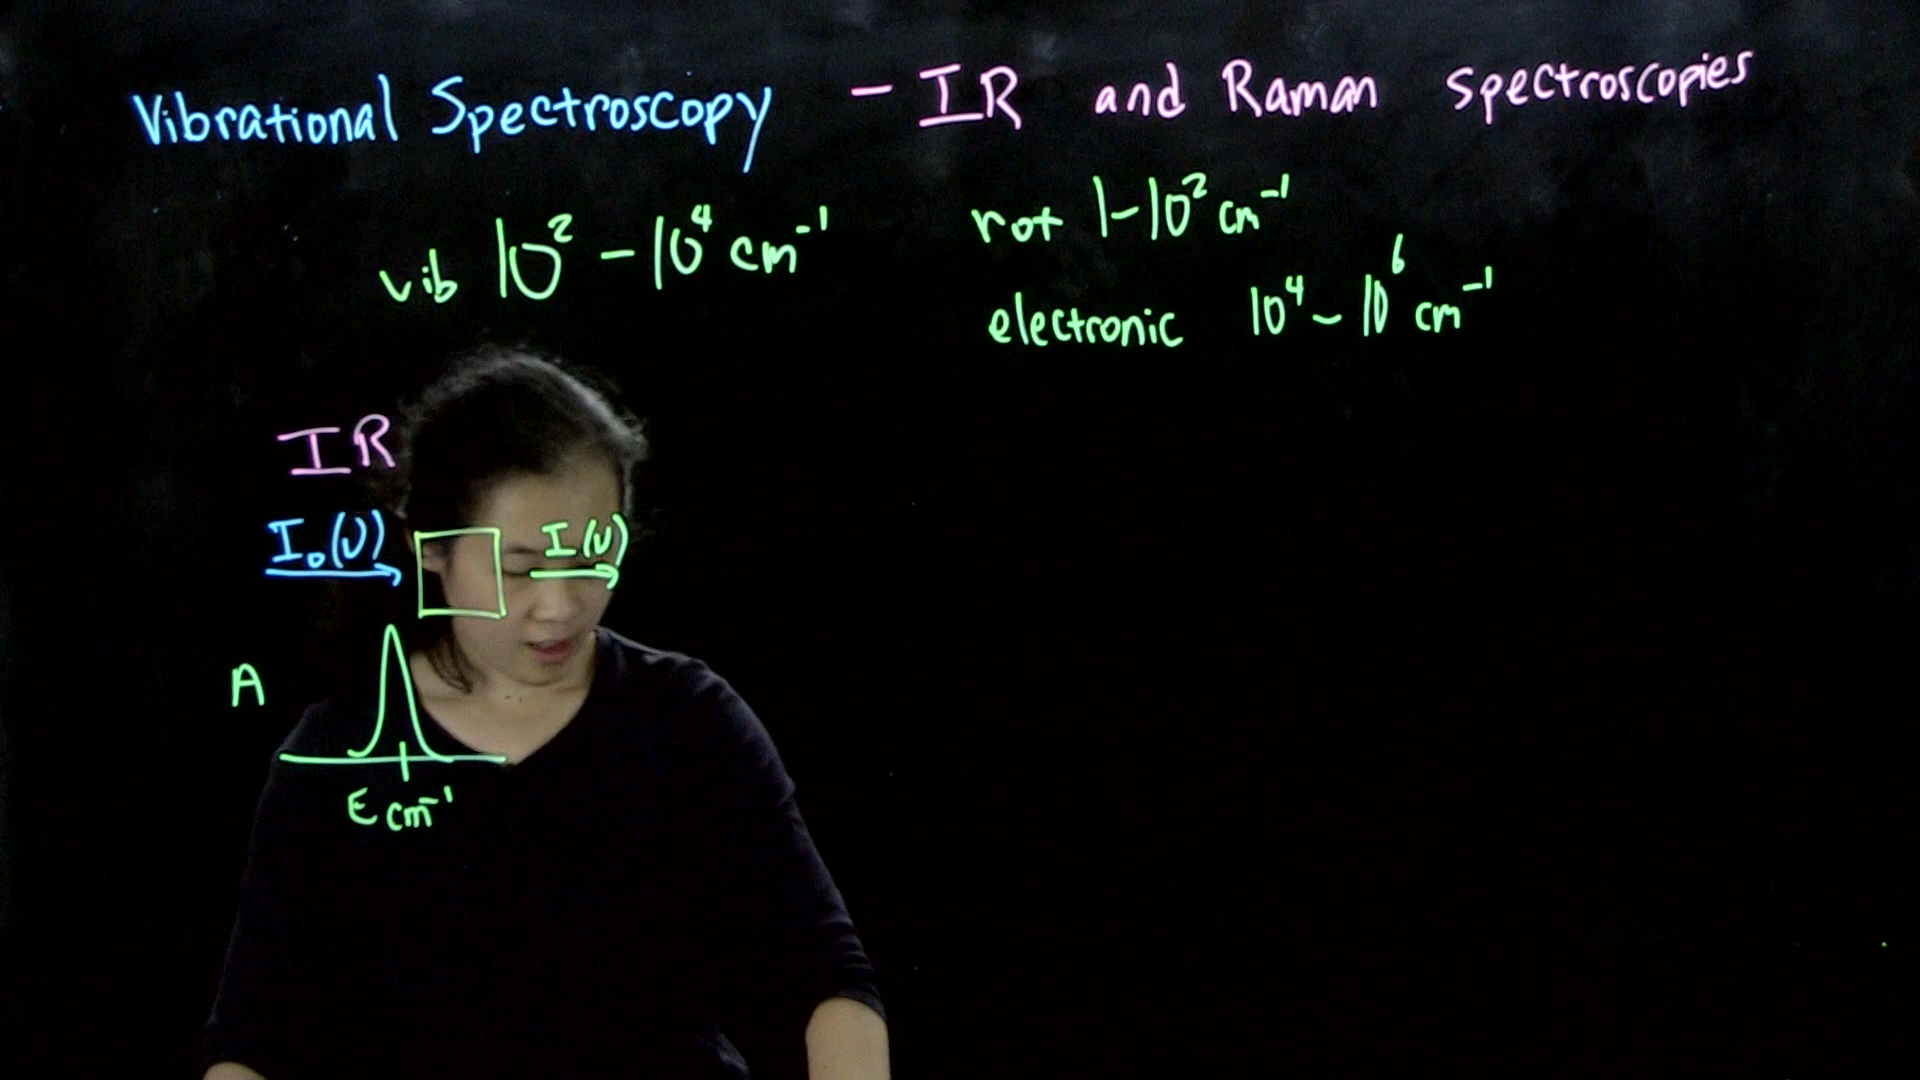 Vibrational Spectroscopy - IR and Raman Spectroscopies
vib 10² - 10⁴ cm⁻¹
rot 1-10² cm⁻¹
electronic 10⁴ - 10⁶ cm⁻¹
IR
I₀(ν)
I(ν)
A
E cm⁻¹